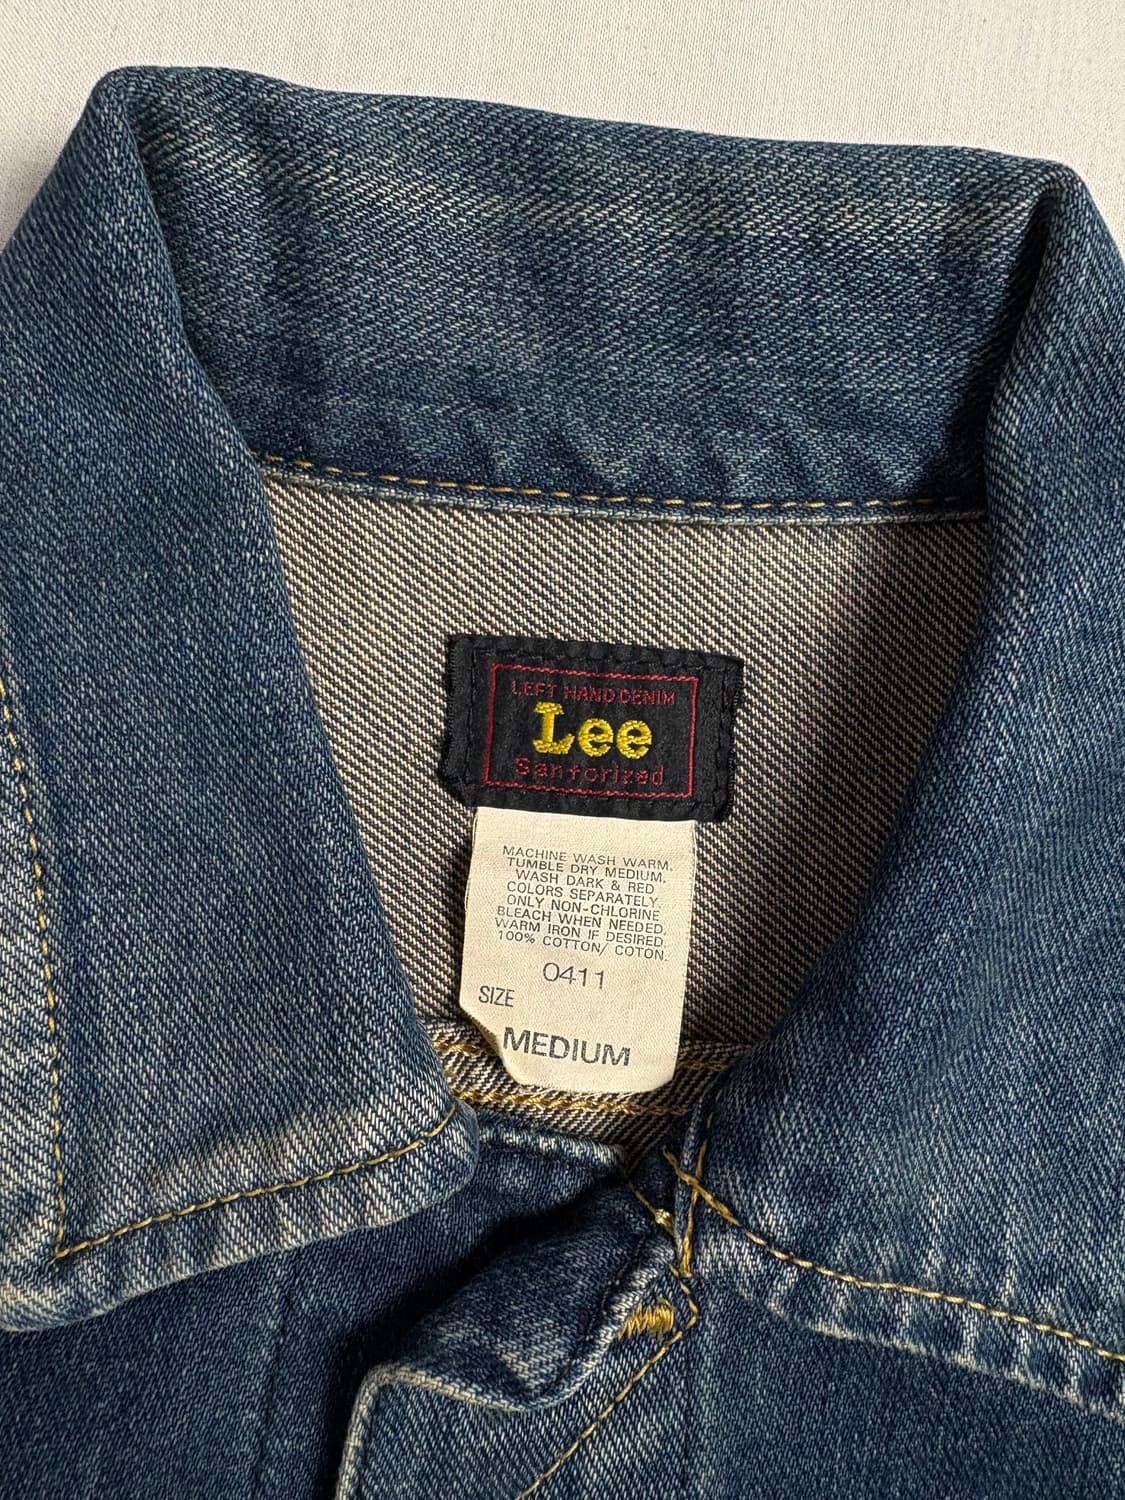 LEFT HAND DENIM
Lee
Sanforized
MACHINE WASH WARM.
TUMBLE DRY MEDIUM.
WASH DARK & RED
COLORS SEPARATELY.
ONLY NON-CHLORINE
BLEACH WHEN NEEDED.
WARM IRON IF DESIRED.
100% COTTON/ COTON.
0411
SIZE
MEDIUM